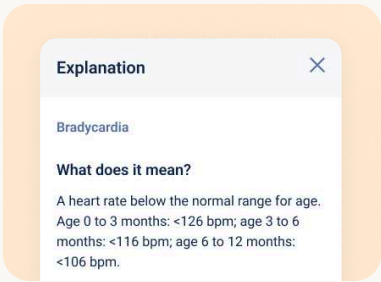 Explanation
Bradycardia
What does it mean?
A heart rate below the normal range for age.
Age 0 to 3 months: <126 bpm; age 3 to 6
months: <116 bpm; age 6 to 12 months:
<106 bpm.